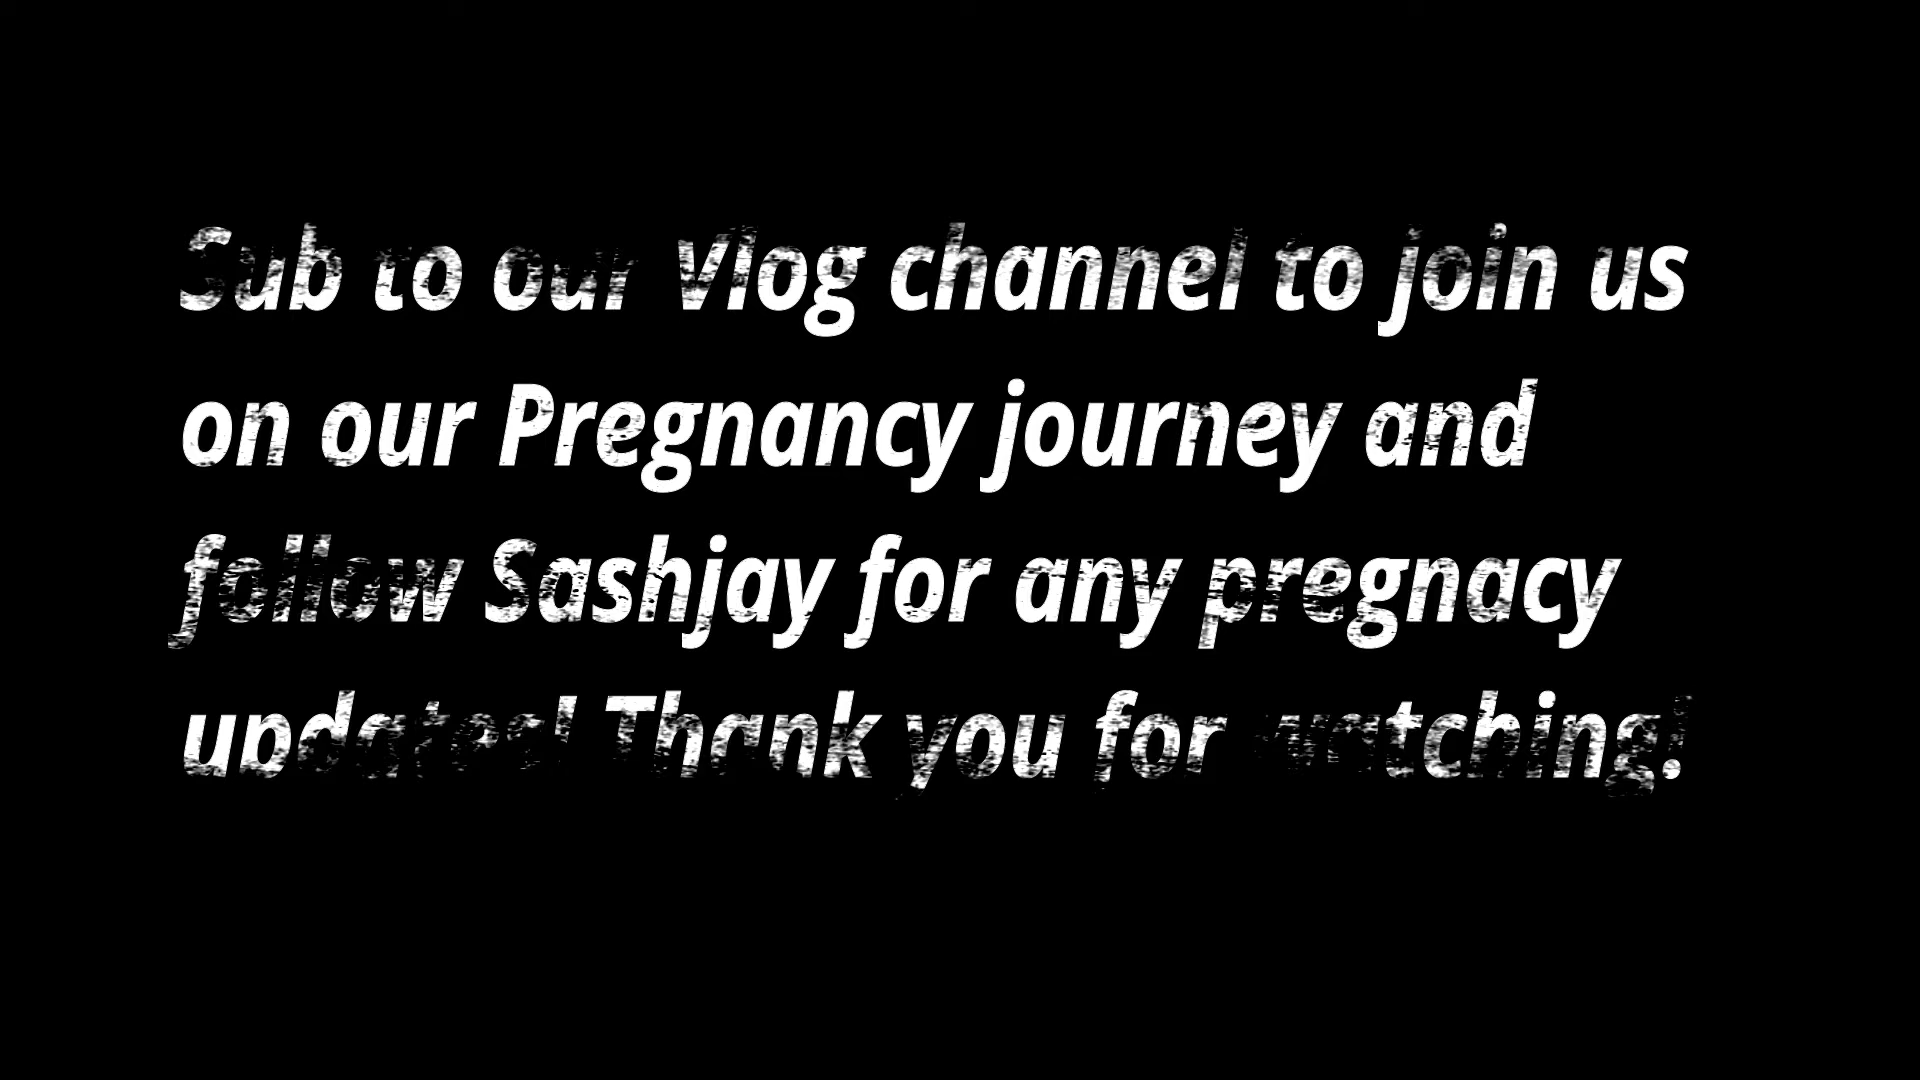 Sub to our Vlog channel to join us
on our Pregnancy journey and
follow Sashjay for any pregnacy
updates! Thank you for watching!